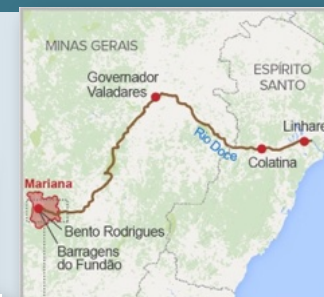 MINAS GERAIS
Governador
Valadares
ESPÍRITO
SANTO
Linhare
Rio Doce
Colatina
Mariana
Bento Rodrigues
Barragens
do Fundão